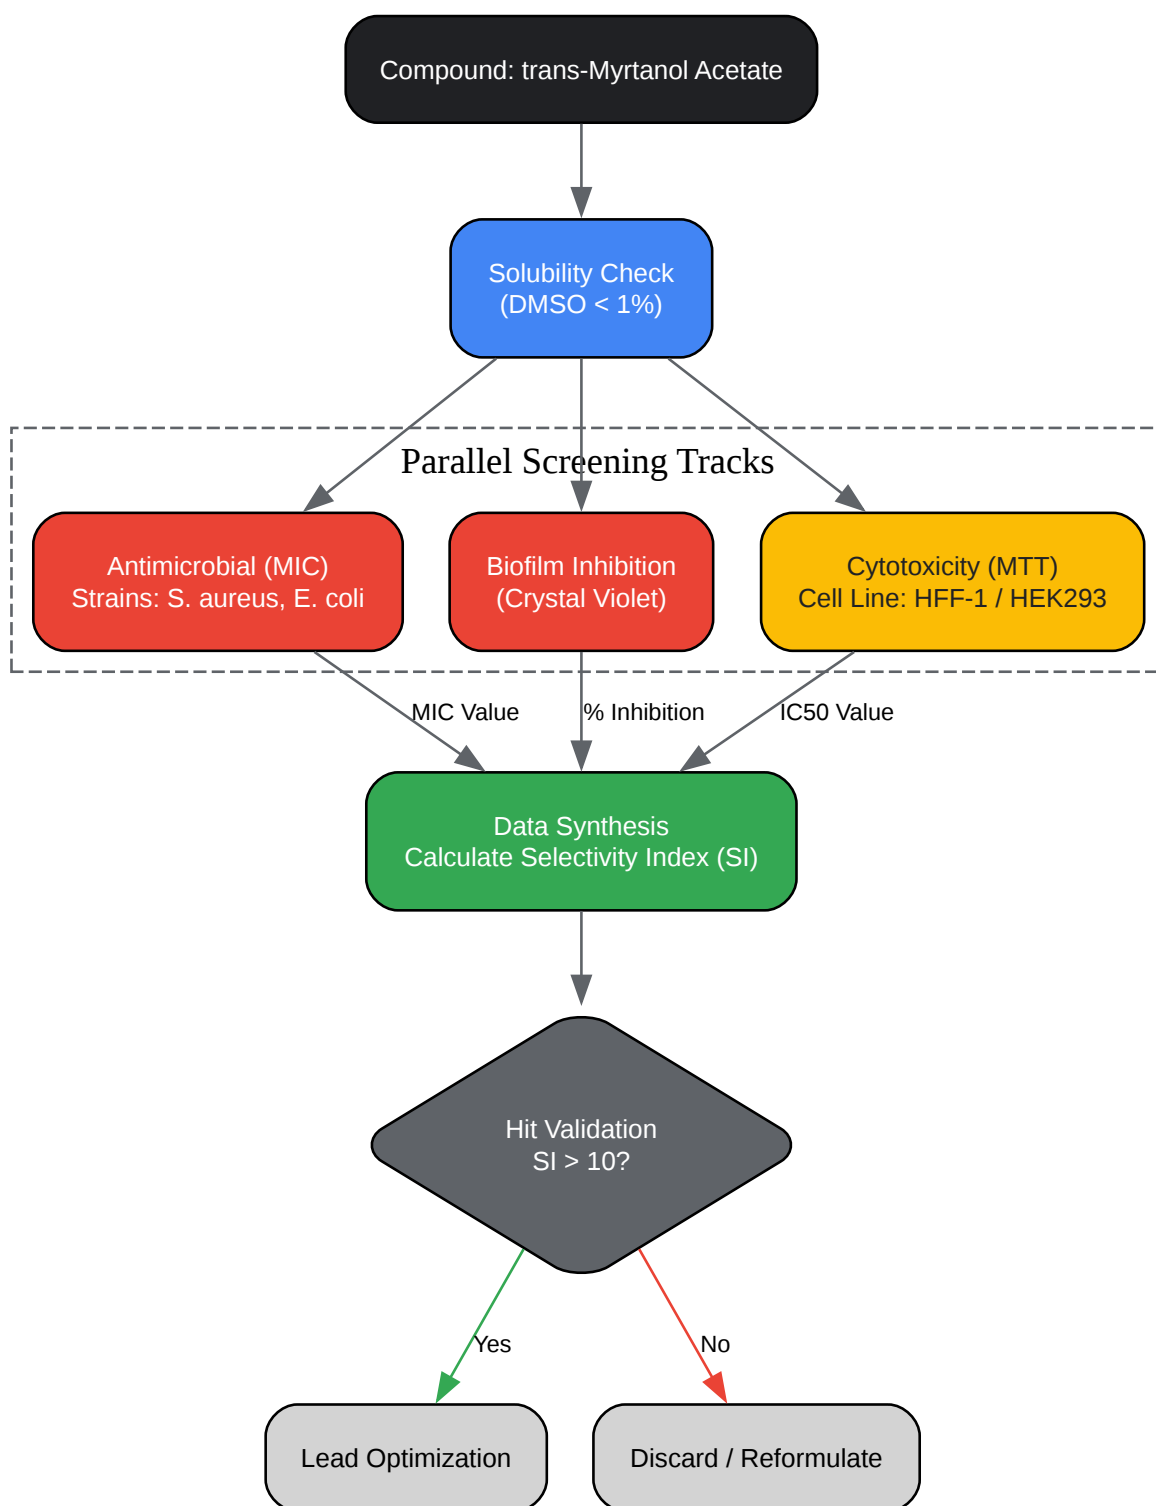 Compound: trans-Myrtanol Acetate
Solubility Check
(DMSO < 1%)
Parallel Screening Tracks
Antimicrobial (MIC)
Strains: S. aureus, E. coli
Biofilm Inhibition
(Crystal Violet)
Cytotoxicity (MTT)
Cell Line: HFF-1 / HEK293
MIC Value
% Inhibition
IC50 Value
Data Synthesis
Calculate Selectivity Index (SI)
Hit Validation
SI > 10?
Yes
No
Lead Optimization
Discard / Reformulate